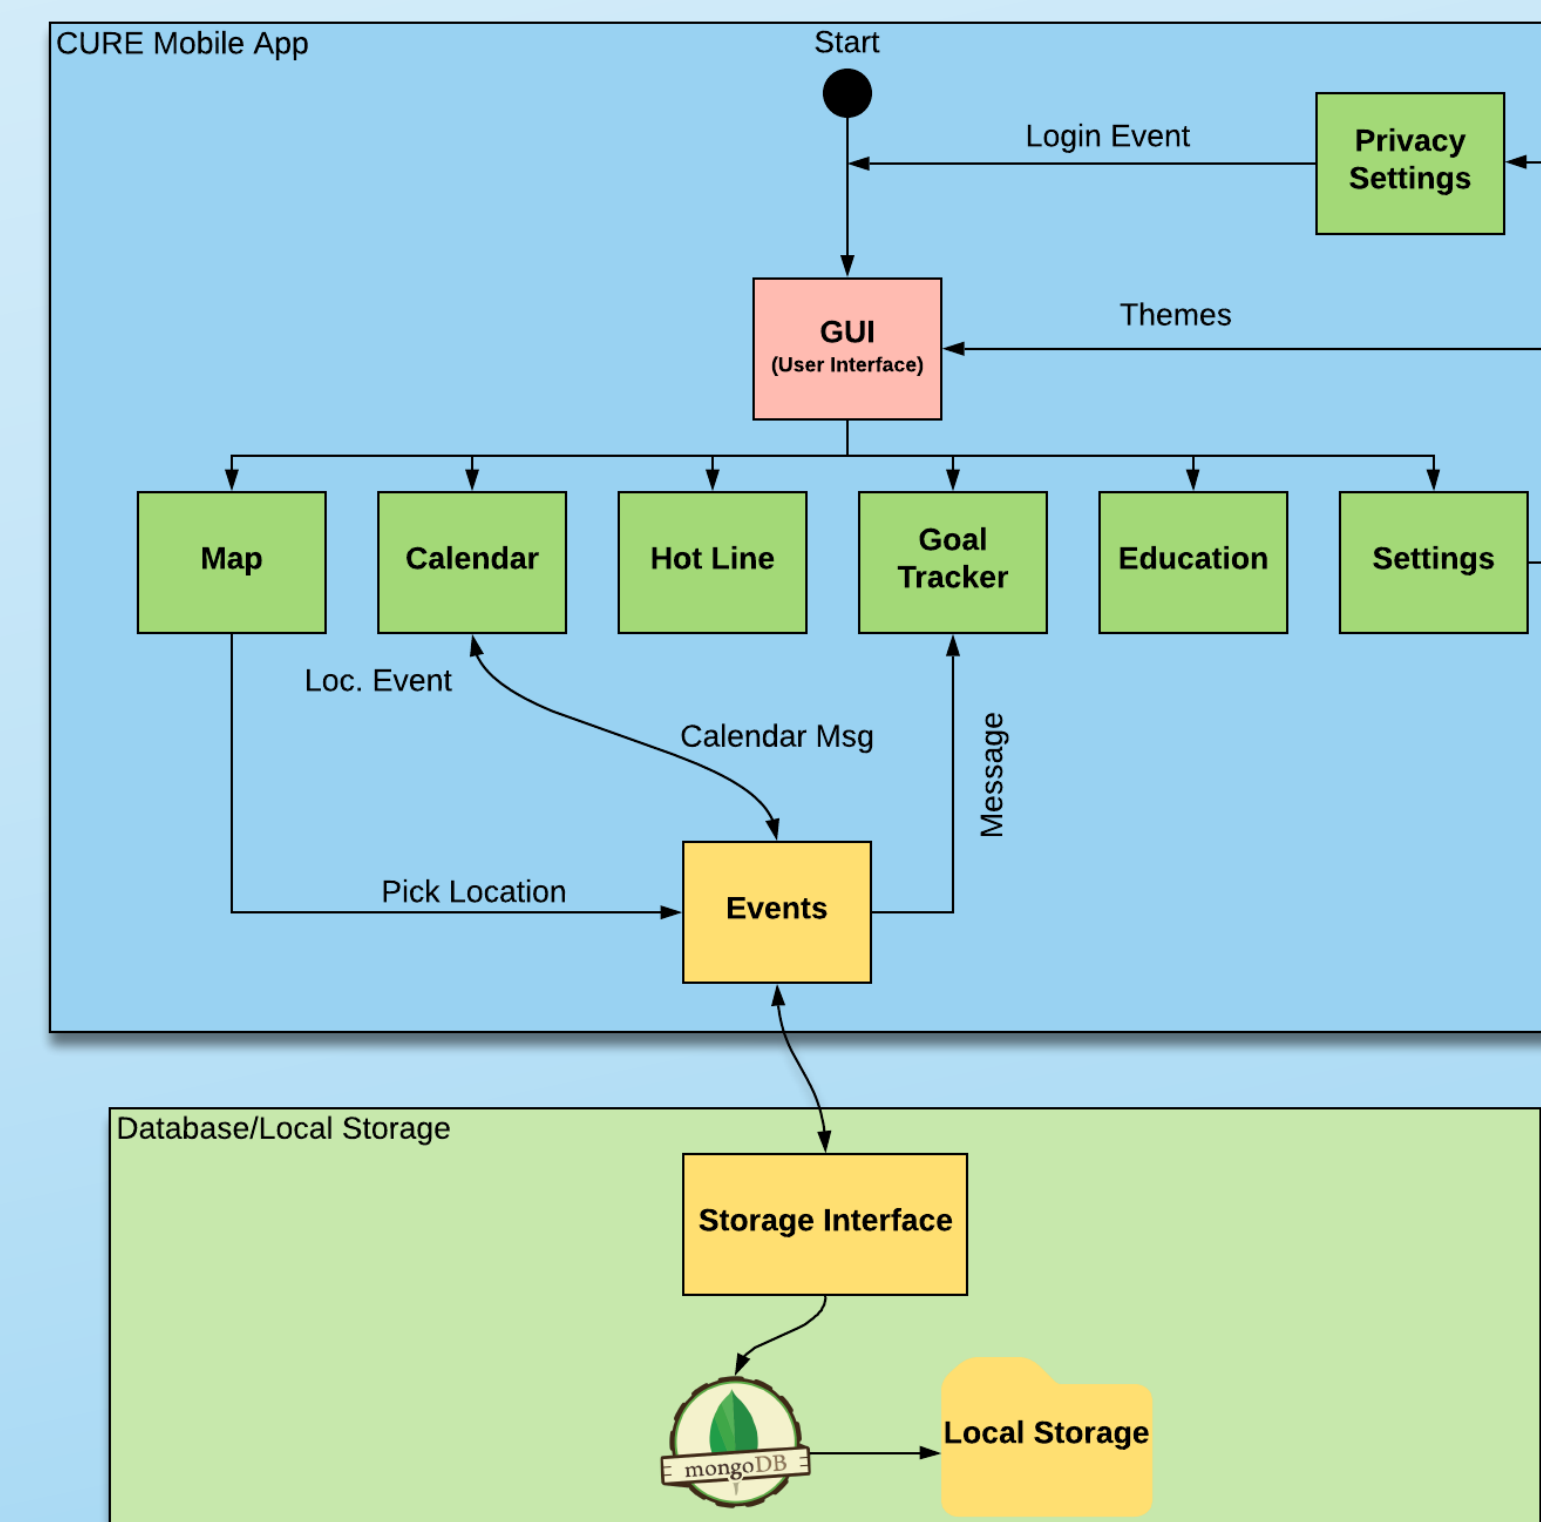 CURE Mobile App
Start
Login Event
Privacy
Settings
Themes
GUI
(User Interface)
Map
Calendar
Hot Line
Goal
Tracker
Education
Settings
Loc. Event
Calendar Msg
Message
Pick Location
Events
Database/Local Storage
Storage Interface
Local Storage
mongoDB